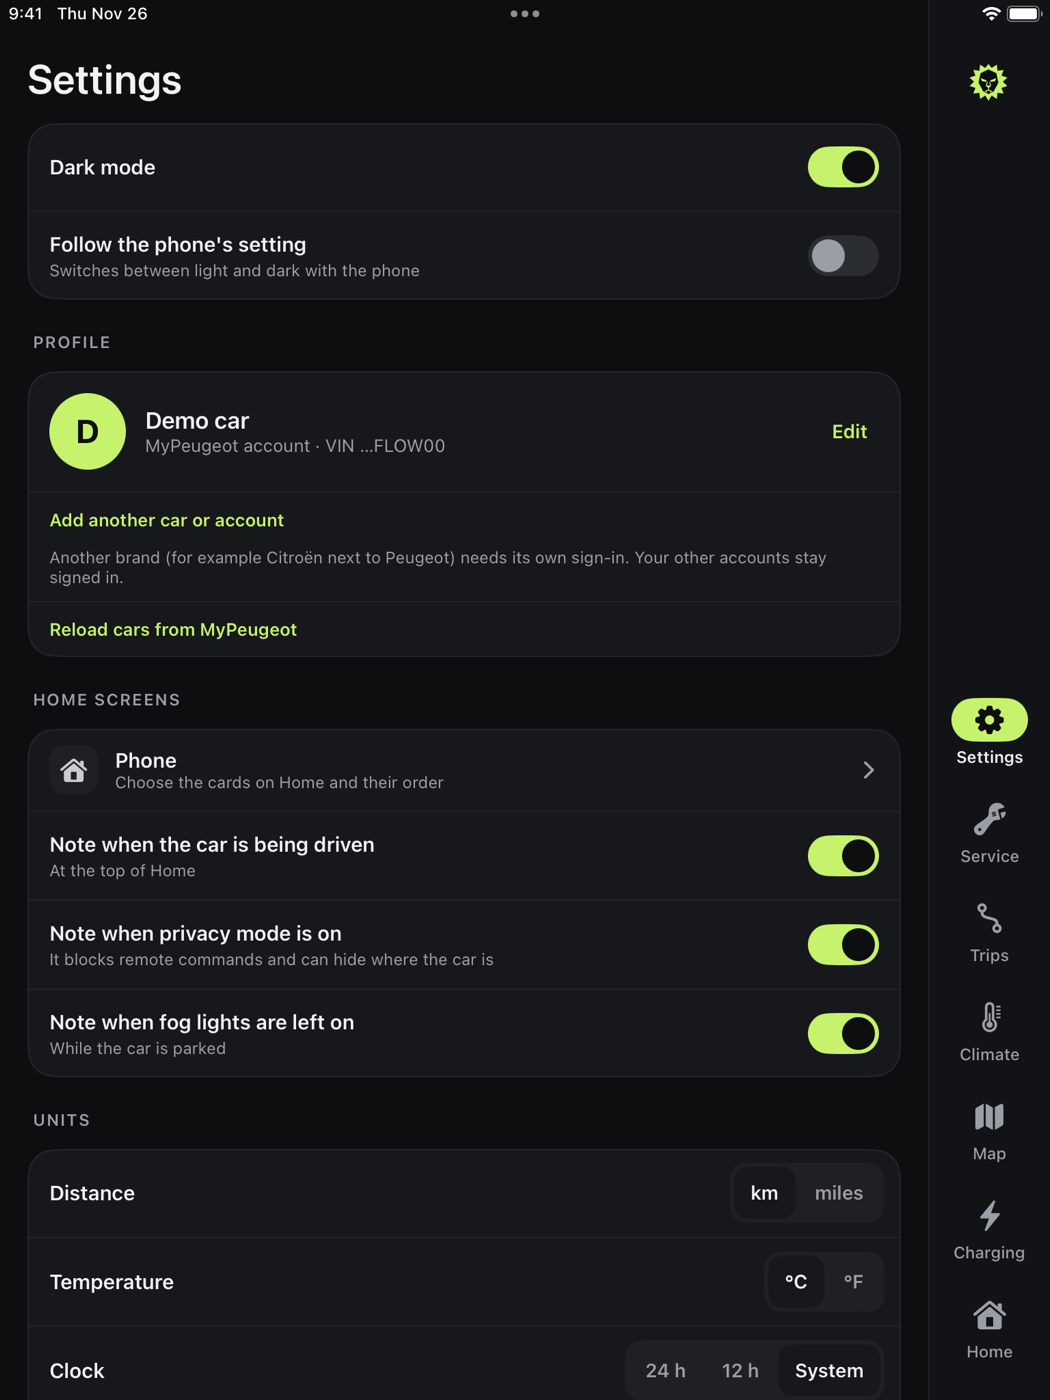 9:41 Thu Nov 26
Settings
Dark mode
Follow the phone's setting
Switches between light and dark with the phone
PROFILE
D
Demo car
MyPeugeot account · VIN ...FLOW00
Edit
Add another car or account
Another brand (for example Citroën next to Peugeot) needs its own sign-in. Your other accounts stay
signed in.
Reload cars from MyPeugeot
HOME SCREENS
Phone
Choose the cards on Home and their order
Note when the car is being driven
At the top of Home
Note when privacy mode is on
It blocks remote commands and can hide where the car is
Note when fog lights are left on
While the car is parked
UNITS
Distance
km miles
Temperature
°C °F
Clock
24 h 12 h System
Settings
Service
Trips
Climate
Map
Charging
Home